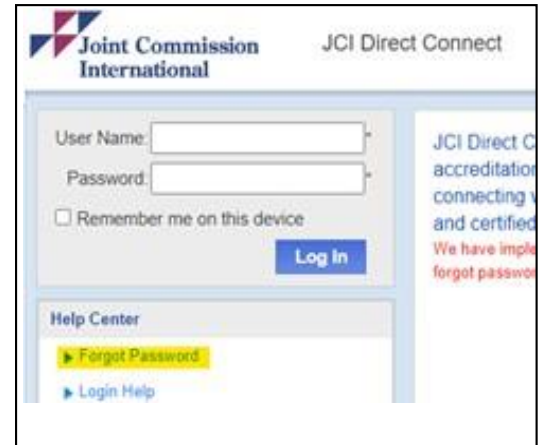 Joint Commission
International
JCI Direct Connect
User Name:
Password:
Remember me on this device
Log In
Help Center
Forgot Password
Login Help
JCI Direct C
accreditation
connecting
and certified
We have imple
forgot passwor